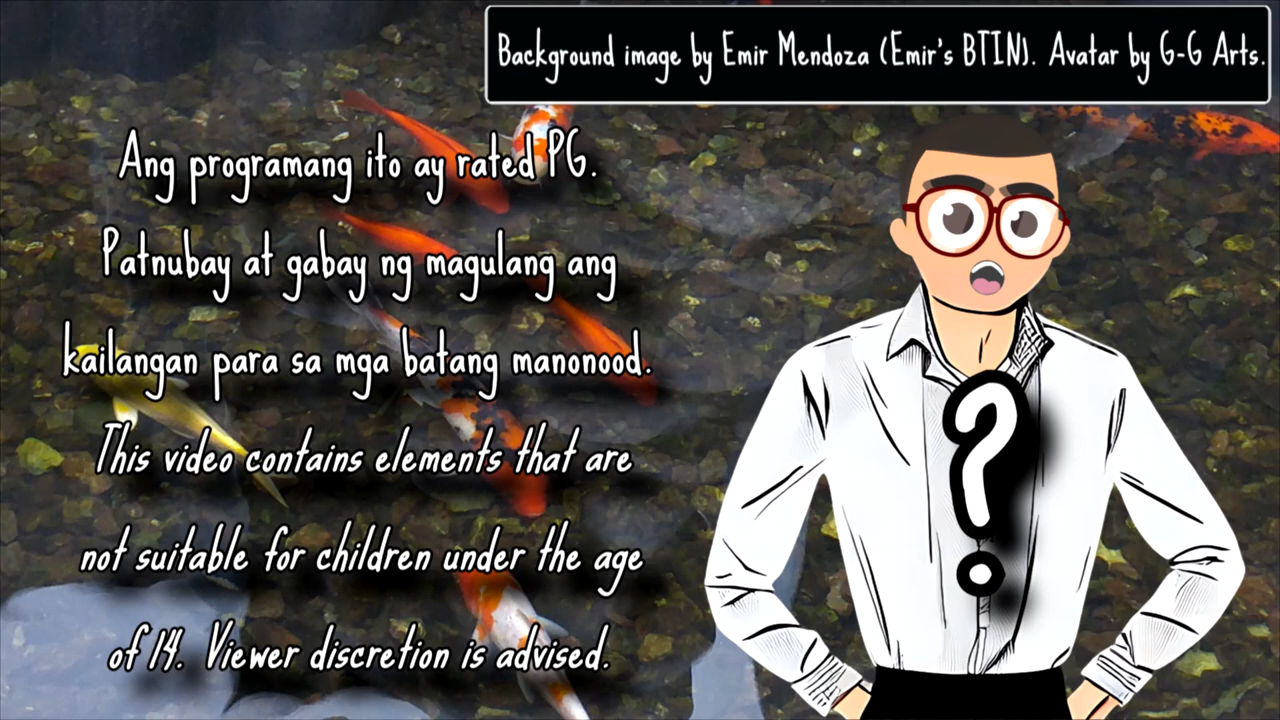 Background image by Emir Mendoza (Emir's BTIN). Avatar by G-G Arts.
Ang programang ito ay rated PG.
Patnubay at gabay ng magulang ang
kailangan para sa mga batang manonood.
This video contains elements that are
not suitable for children under the age
of 14. Viewer discretion is advised.
?